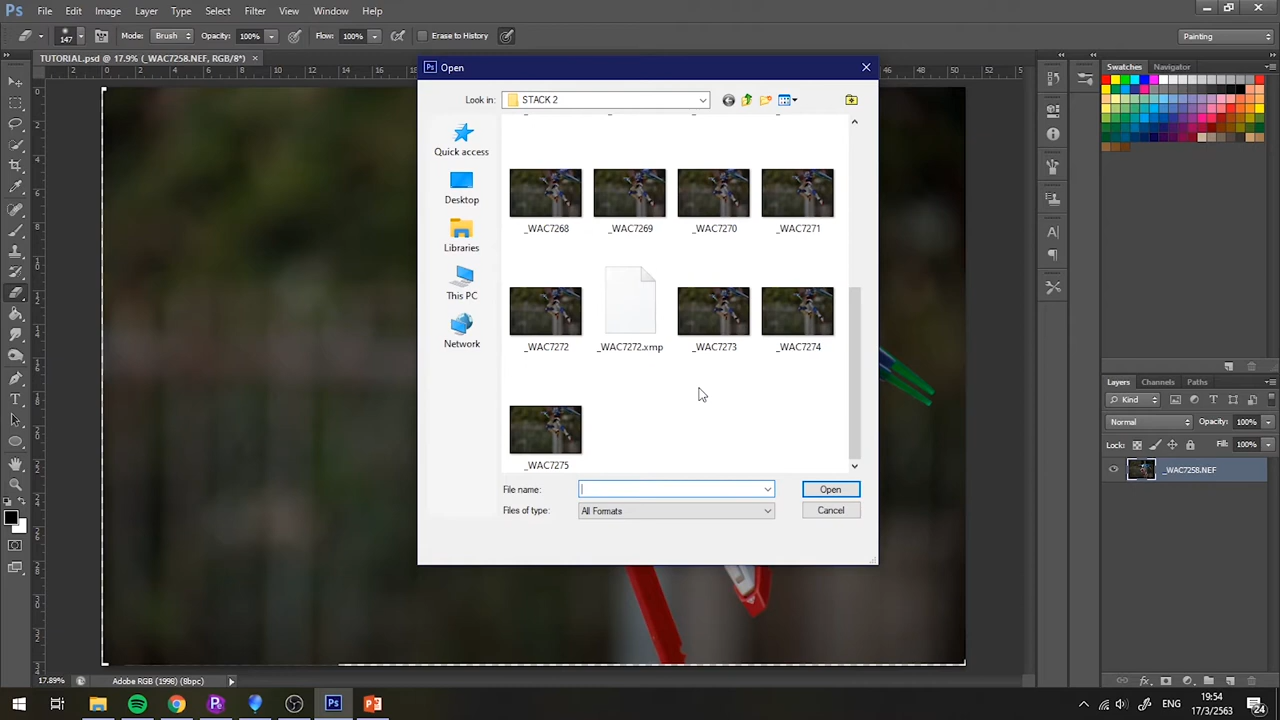 Ps File Edit Image Layer Type Select Filter View Window Help
147 Mode: Brush Opacity: 100% Flow: 100% Erase to History Painting
TUTORIAL.psd @ 17.9% (_WAC7258.NEF, RGB/8*) ×
Ps Open
Look in: STACK 2
Quick access
Desktop
Libraries
This PC
Network
_WAC7268 _WAC7269 _WAC7270 _WAC7271
_WAC7272 _WAC7272.xmp _WAC7273 _WAC7274
_WAC7275
File name: Open
Files of type: All Formats Cancel
Swatches Navigator
Layers Channels Paths
Kind
Normal Opacity: 100%
Lock: Fill: 100%
_WAC7258.NEF
17.89% Adobe RGB (1998) (8bpc)
ENG 19:54
17/3/2563 24